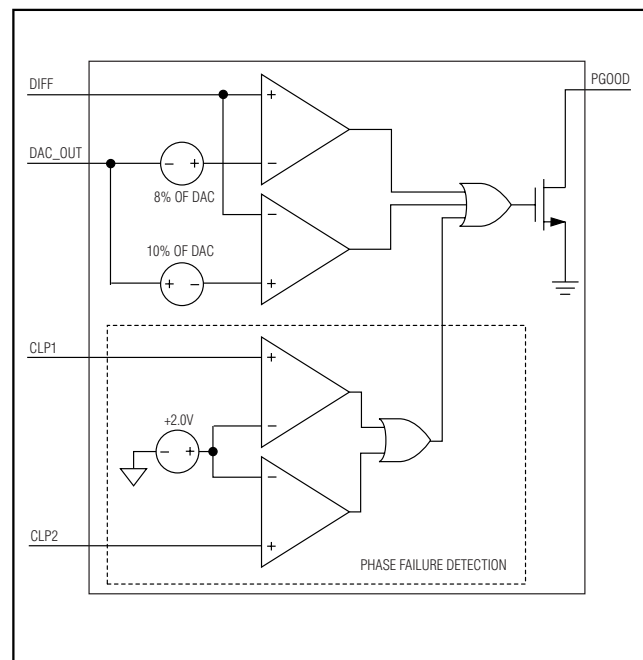 DIFF
PGOOD
+
DAC_OUT
- +
-
8% OF DAC
-
10% OF DAC
+ -
+
CLP1
+
+2.0V
-
- +
-
CLP2
+
PHASE FAILURE DETECTION